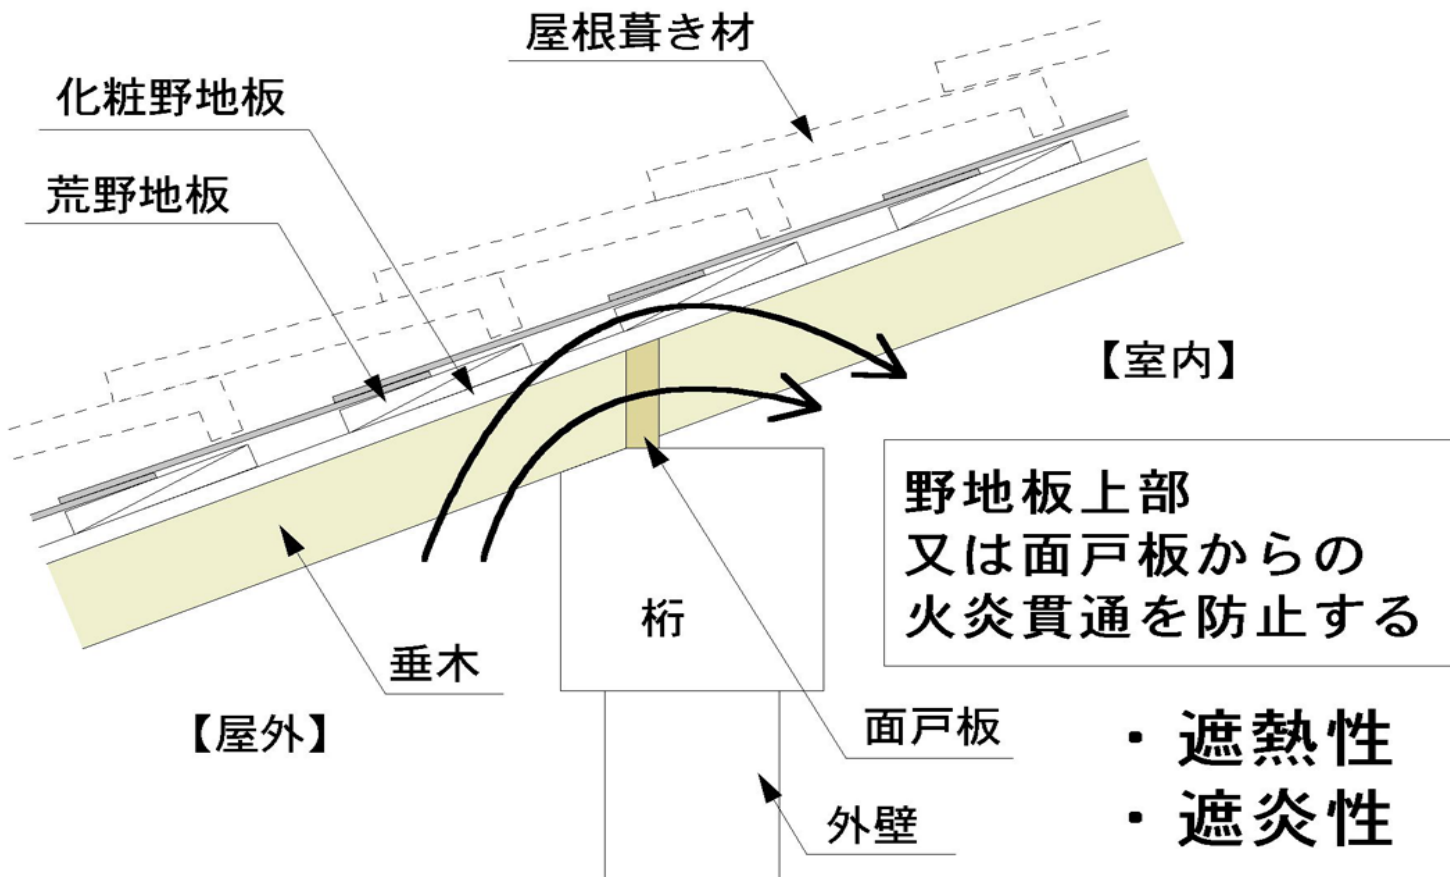 屋根葺き材
化粧野地板
荒野地板
【室内】
野地板上部
又は面戸板からの
火炎貫通を防止する
桁
垂木
【屋外】
面戸板
・遮熱性
・遮炎性
外壁